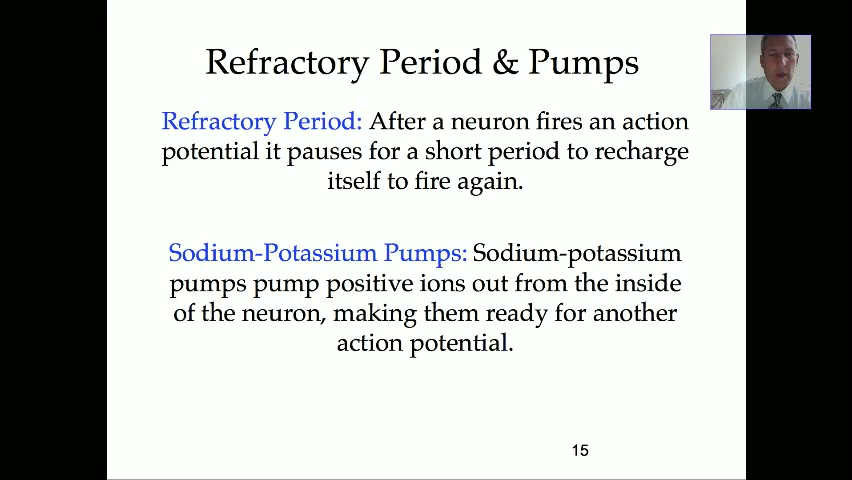 Refractory Period & Pumps
Refractory Period: After a neuron fires an action
potential it pauses for a short period to recharge
itself to fire again.
Sodium-Potassium Pumps: Sodium-potassium
pumps pump positive ions out from the inside
of the neuron, making them ready for another
action potential.
15